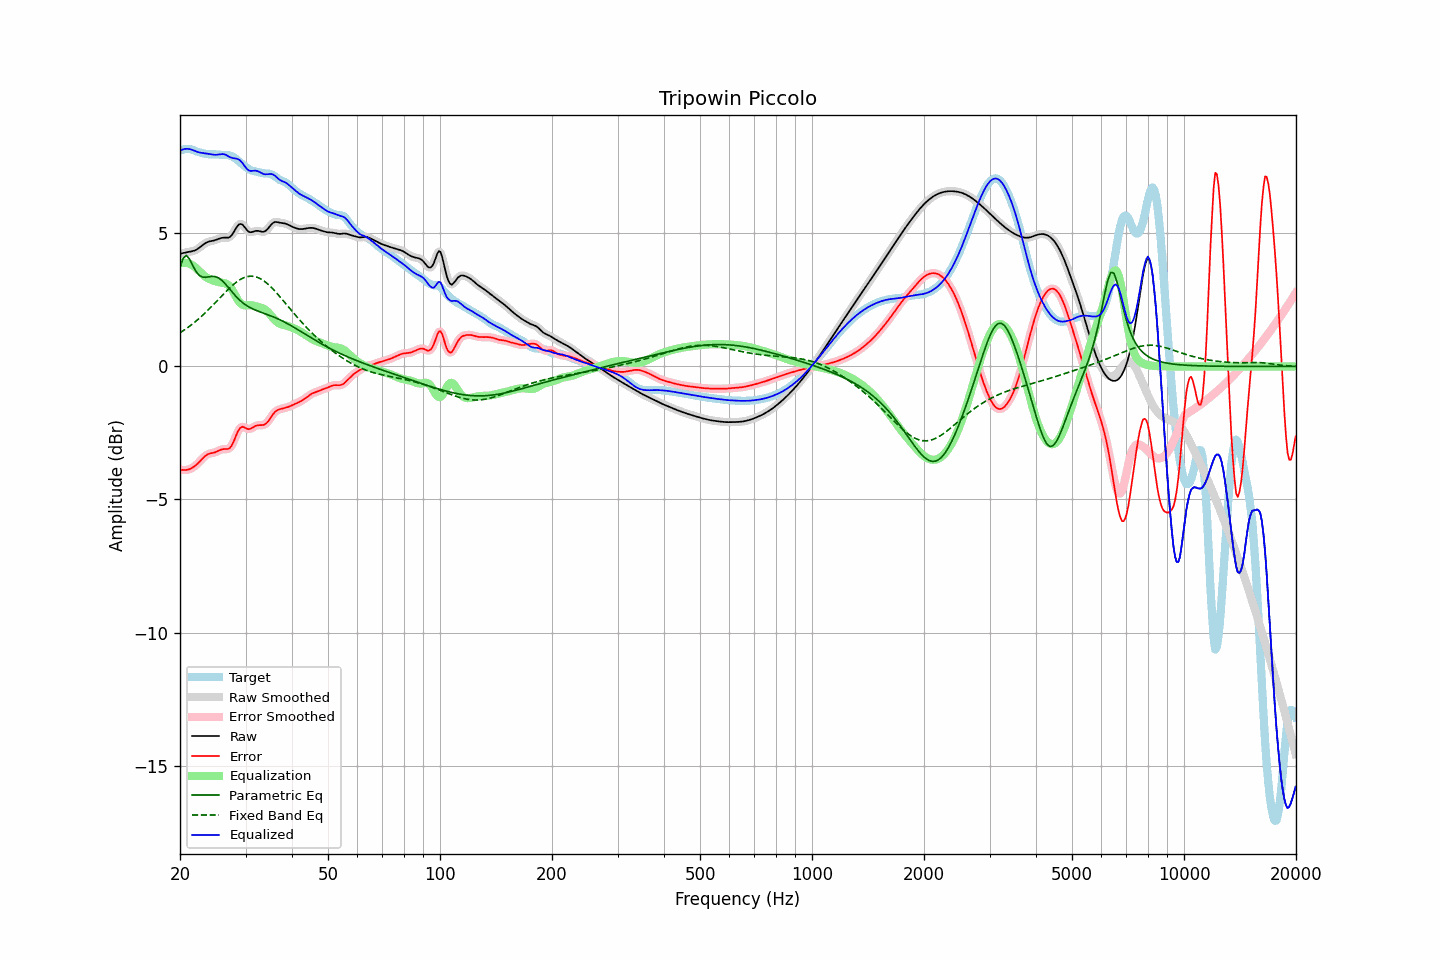 Tripowin Piccolo
Amplitude (dBr)
5
0
−5
−10
−15
Target
Raw Smoothed
Error Smoothed
Raw
Error
Equalization
Parametric Eq
Fixed Band Eq
Equalized
20 50 100 200 500 1000 2000 5000 10000 20000
Frequency (Hz)